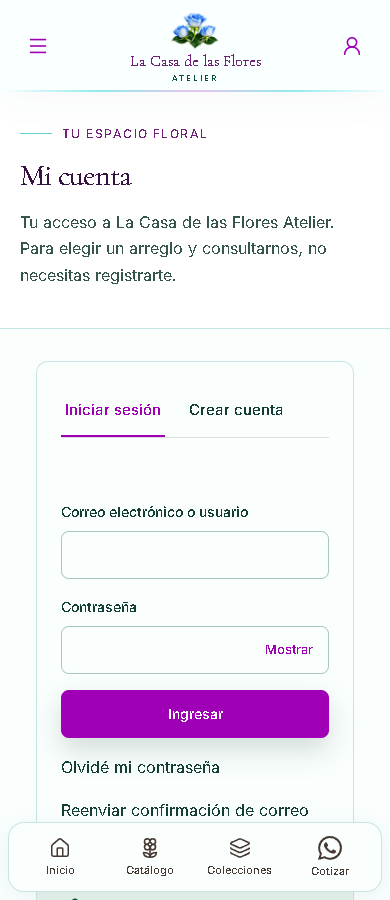 La Casa de las Flores
ATELIER
TU ESPACIO FLORAL
Mi cuenta
Tu acceso a La Casa de las Flores Atelier.
Para elegir un arreglo y consultarnos, no
necesitas registrarte.
Iniciar sesión Crear cuenta
Correo electrónico o usuario
Contraseña
Mostrar
Ingresar
Olvidé mi contraseña
Reenviar confirmación de correo
Inicio Catálogo Colecciones Cotizar